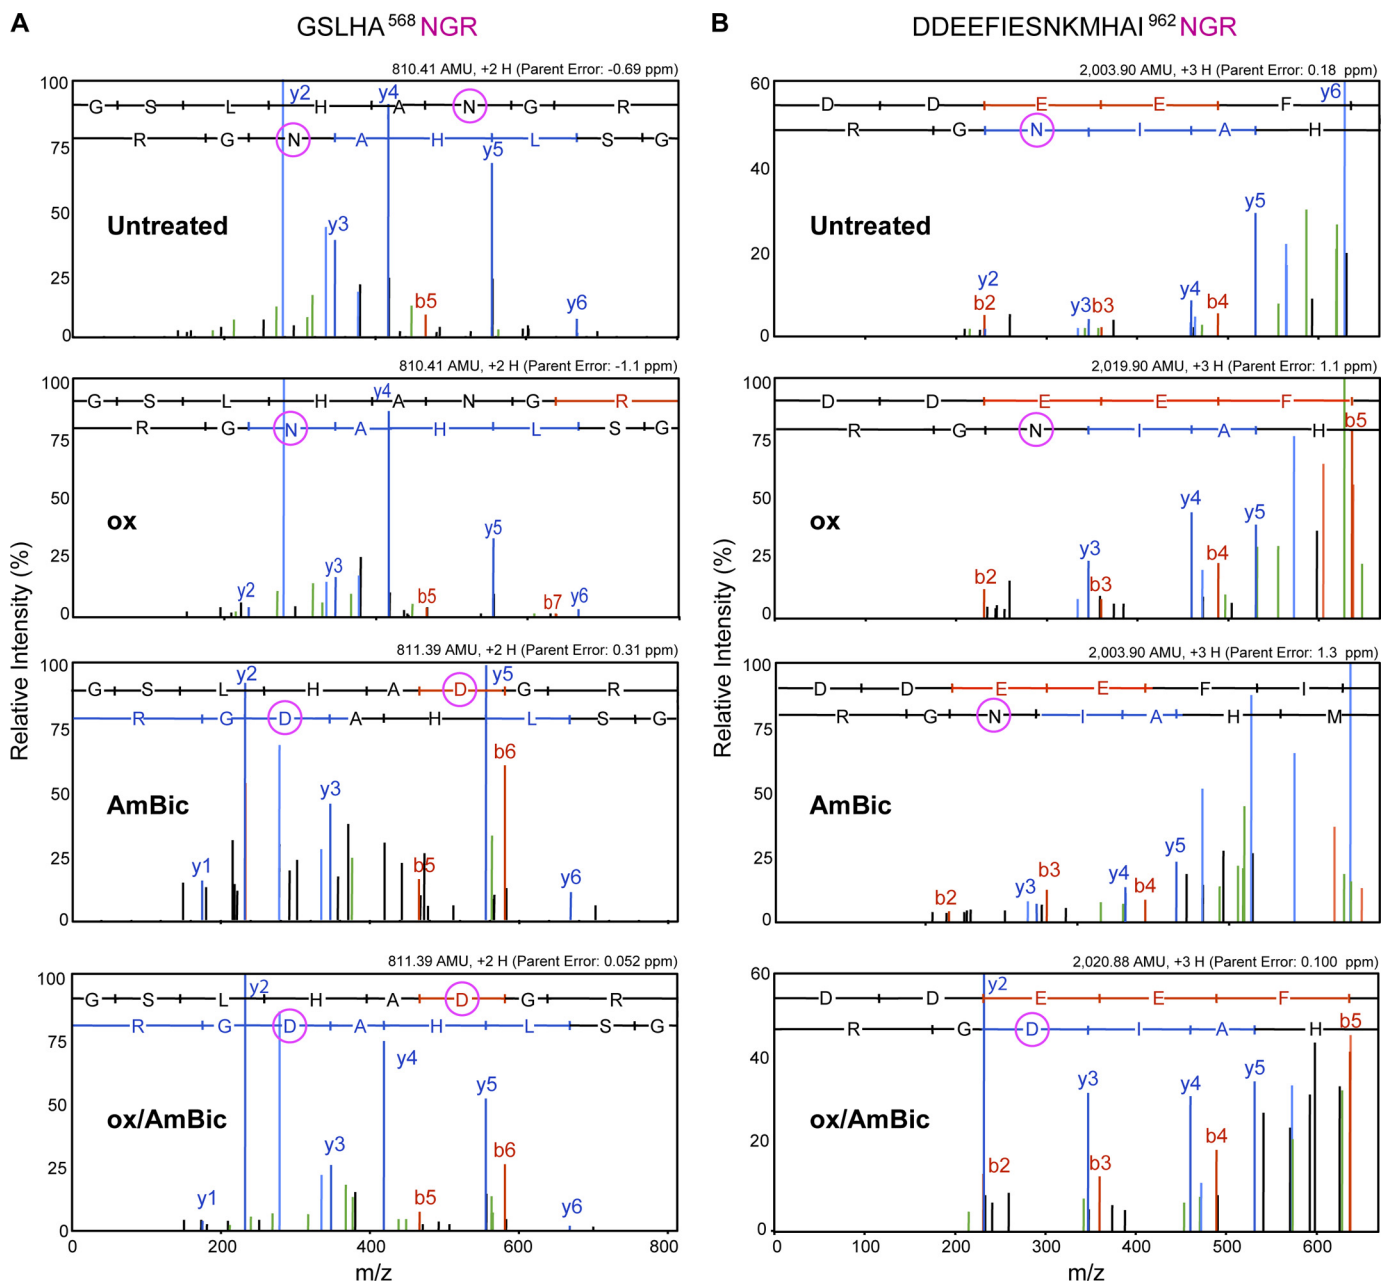 A
GSLHA568NGR
810.41 AMU, +2 H (Parent Error: -0.69 ppm)
100
75
50
25
0
G S L H A N G R
R G N A H L S G
y2
y4
y5
y3
b5
y6
Untreated
810.41 AMU, +2 H (Parent Error: -1.1 ppm)
100
75
50
25
0
y4
G S L H A N G R
R G N A H L S G
ox
y5
y3
y2
b5
b7
y6
811.39 AMU, +2 H (Parent Error: 0.31 ppm)
100
75
50
25
0
y2
y5
G S L H A D G R
R G D A H L S G
b6
y3
AmBic
y1
b5
y6
811.39 AMU, +2 H (Parent Error: 0.052 ppm)
100
75
50
25
0
y2
G S L H A D G R
R G D A H L S G
y4
y5
ox/AmBic
y3
b6
y1
b5
y6
0 200 400 600 800
m/z
Relative Intensity (%)
B
DDEEFIESNKMHAI962NGR
2,003.90 AMU, +3 H (Parent Error: 0.18 ppm)
60
40
20
0
y6
D D E E F
R G N I A H
Untreated
y5
y2
b2
y3
b3
y4
b4
2,019.90 AMU, +3 H (Parent Error: 1.1 ppm)
100
75
50
25
0
D D E E F
R G N I A H
b5
ox
y4
y5
y3
b4
b2
b3
2,003.90 AMU, +3 H (Parent Error: 1.3 ppm)
100
75
50
25
0
D D E E F I
R G N I A H M
AmBic
y5
b3
y4
y3
b4
b2
2,020.88 AMU, +3 H (Parent Error: 0.100 ppm)
60
40
20
0
y2
D D E E F
R G D I A H
b5
ox/AmBic
y3
y4
y5
b4
b2
b3
0 100 200 300 400 500 600
m/z
Relative Intensity (%)